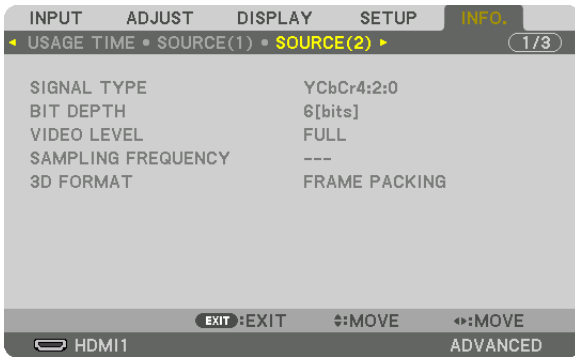 INPUT ADJUST DISPLAY SETUP INFO.
USAGE TIME • SOURCE(1) • SOURCE(2) 1/3
SIGNAL TYPE YCbCr4:2:0
BIT DEPTH 6[bits]
VIDEO LEVEL FULL
SAMPLING FREQUENCY ---
3D FORMAT FRAME PACKING
EXIT :EXIT :MOVE :MOVE
HDMI1 ADVANCED